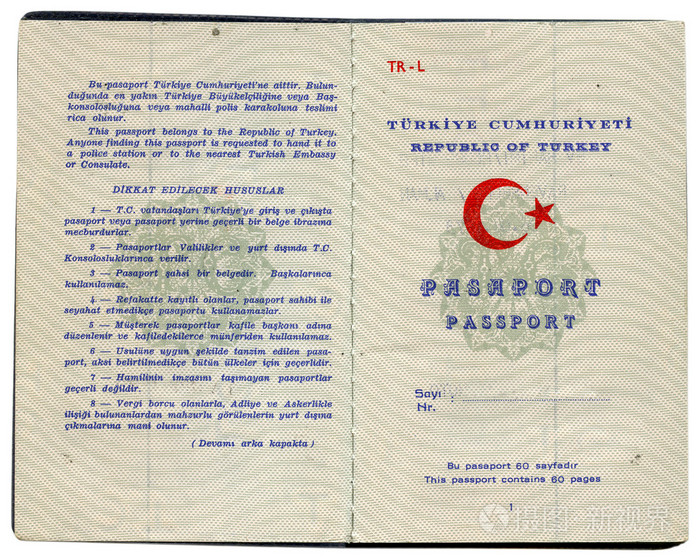 Bu pasaport Türkiye Cumhuriyeti'ne aittir. Bulun-
duğunda en yakın Türkiye Büyükelçiliğine veya Baş-
konsolosluğuna veya mahalli polis karakoluna teslimi
rica olunur.
This passport belongs to the Republic of Turkey.
Anyone finding this passport is requested to hand it to
a police station or to the nearest Turkish Embassy
or Consulate.
DİKKAT EDİLECEK HUSUSLAR
1 — T.C. vatandaşları Türkiye'ye giriş ve çıkışta
pasaport veya pasaport yerine geçerli bir belge ibrazına
mecburdurlar.
2 — Pasaportlar Valilikler ve yurt dışında T.C.
Konsolosluklarınca verilir.
3 — Pasaport şahsi bir belgedir. Başkalarınca
kullanılamaz.
4 — Refakatte kayıtlı olanlar, pasaport sahibi ile
seyahat etmedikçe pasaportu kullanamazlar.
5 — Müşterek pasaportlar kafile başkanı adına
düzenlenir ve kafiledekilerce münferiden kullanılamaz.
6 — Usulüne uygun şekilde tanzim edilen pasa-
port, aksi belirtilmedikçe bütün ülkeler için geçerlidir.
7 — Hamilinin imzasını taşımayan pasaportlar
geçerli değildir.
8 — Vergi borcu olanlarla, Adliye ve Askerlikle
ilişiği bulunanlardan mahzurlu görülenlerin yurt dışına
çıkmalarına mani olunur.
(Devamı arka kapakta)
TR-L
TÜRKİYE CUMHURİYETİ
REPUBLIC OF TURKEY
PASAPORT
PASSPORT
Sayı
Nr.
Bu pasaport 60 sayfadır
This passport contains 60 pages
1
摄图·新视界